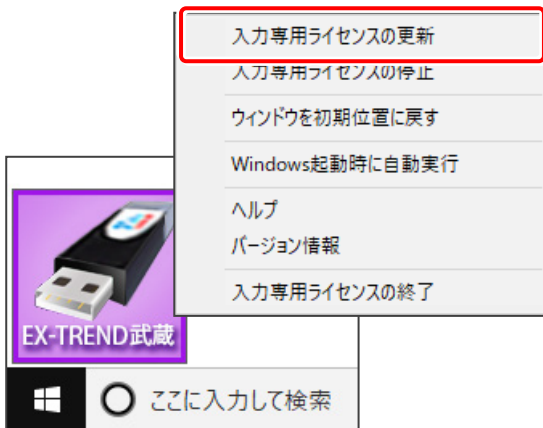 入力専用ライセンスの更新
入力専用ライセンスの停止
ウィンドウを初期位置に戻す
Windows起動時に自動実行
ヘルプ
バージョン情報
入力専用ライセンスの終了
EX-TREND武蔵
ここに入力して検索